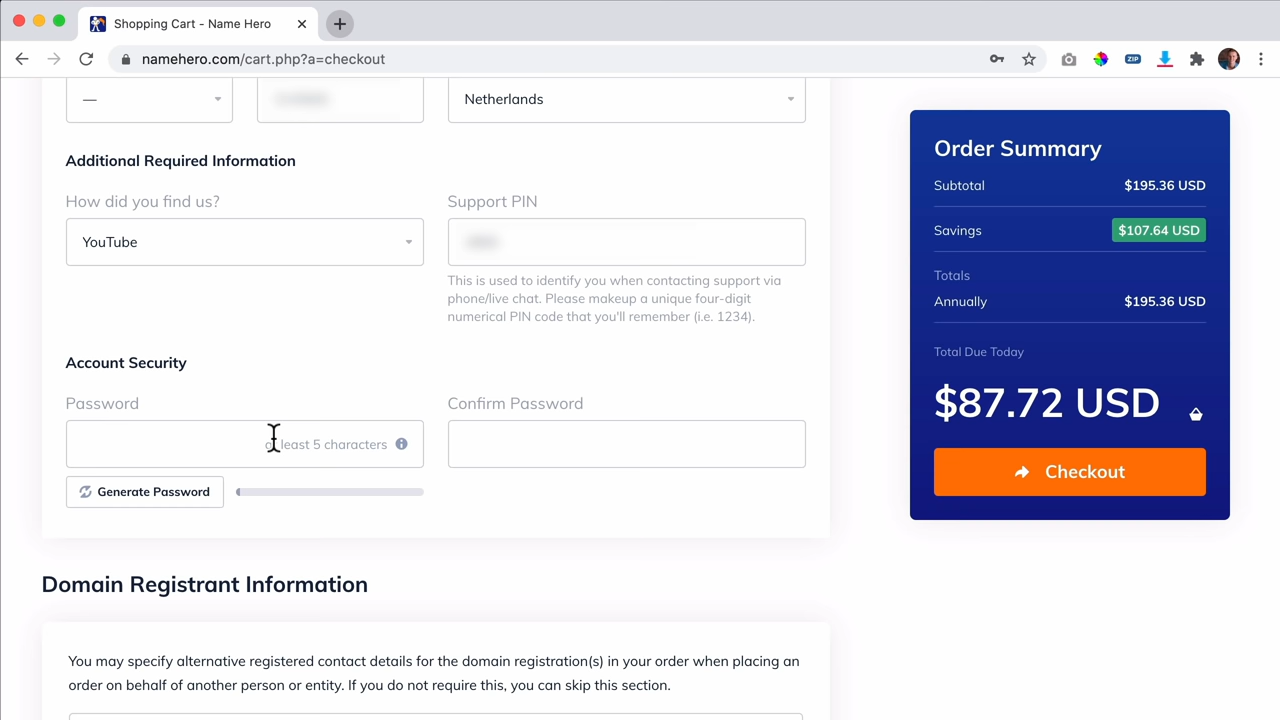 Shopping Cart - Name Hero
namehero.com/cart.php?a=checkout
ZIP
—
Netherlands
Additional Required Information
How did you find us?
Support PIN
YouTube
This is used to identify you when contacting support via
phone/live chat. Please makeup a unique four-digit
numerical PIN code that you'll remember (i.e. 1234).
Account Security
Password
Confirm Password
least 5 characters
Generate Password
Domain Registrant Information
You may specify alternative registered contact details for the domain registration(s) in your order when placing an
order on behalf of another person or entity. If you do not require this, you can skip this section.
Order Summary
Subtotal $195.36 USD
Savings $107.64 USD
Totals
Annually $195.36 USD
Total Due Today
$87.72 USD
Checkout